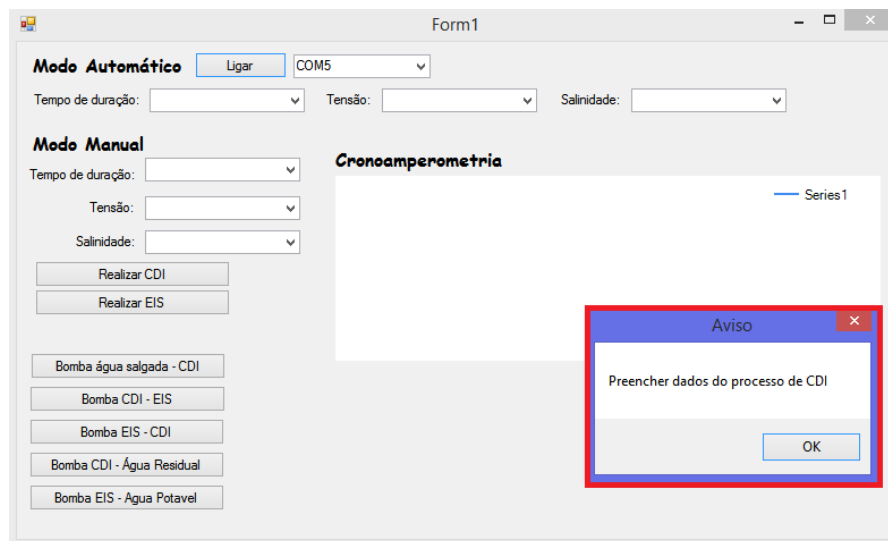 Form1
Modo Automático Ligar COM5
Tempo de duração: Tensão: Salinidade:
Modo Manual
Tempo de duração:
Tensão:
Salinidade:
Realizar CDI
Realizar EIS
Bomba água salgada - CDI
Bomba CDI - EIS
Bomba EIS - CDI
Bomba CDI - Água Residual
Bomba EIS - Agua Potavel
Cronoamperometria
Series1
Aviso
Preencher dados do processo de CDI
OK